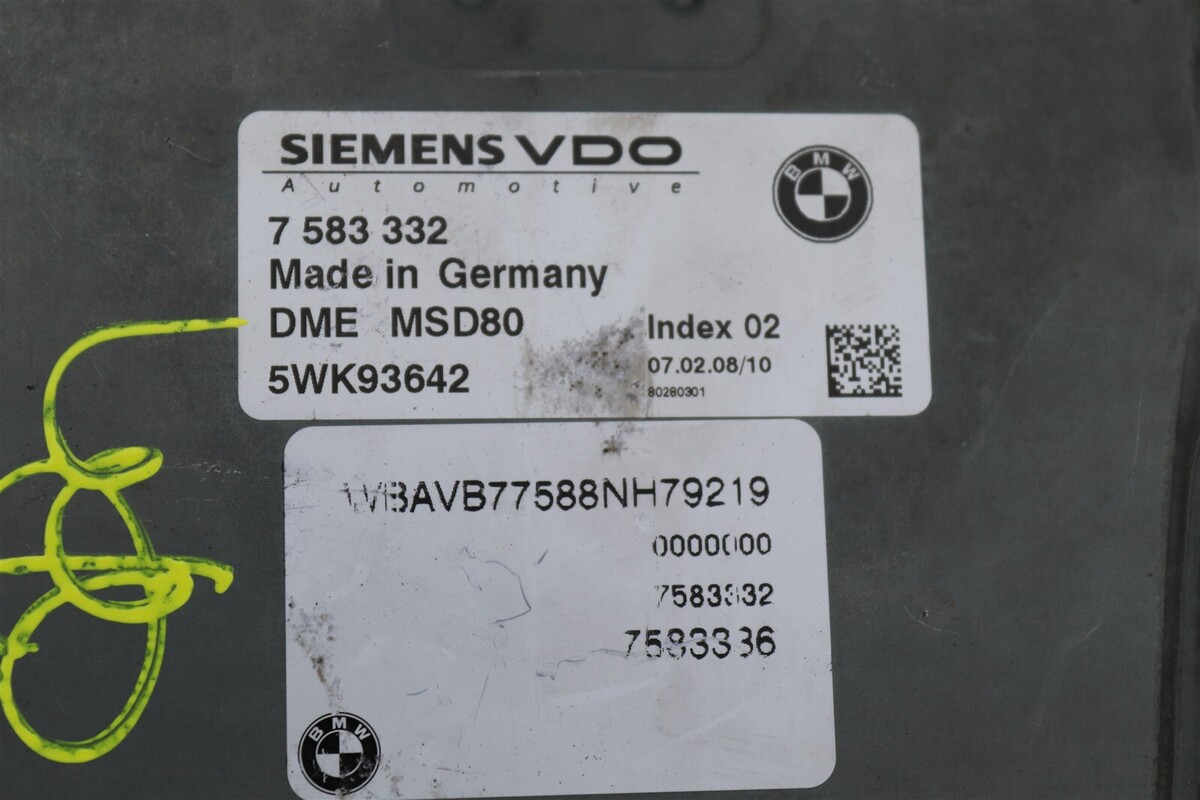 SIEMENS VDO
Automotive
BMW
7 583 332
Made in Germany
DME MSD80
Index 02
5WK93642
07.02.08/10
80280301
WBAVB77588NH79219
0000000
7583332
7583336
BMW